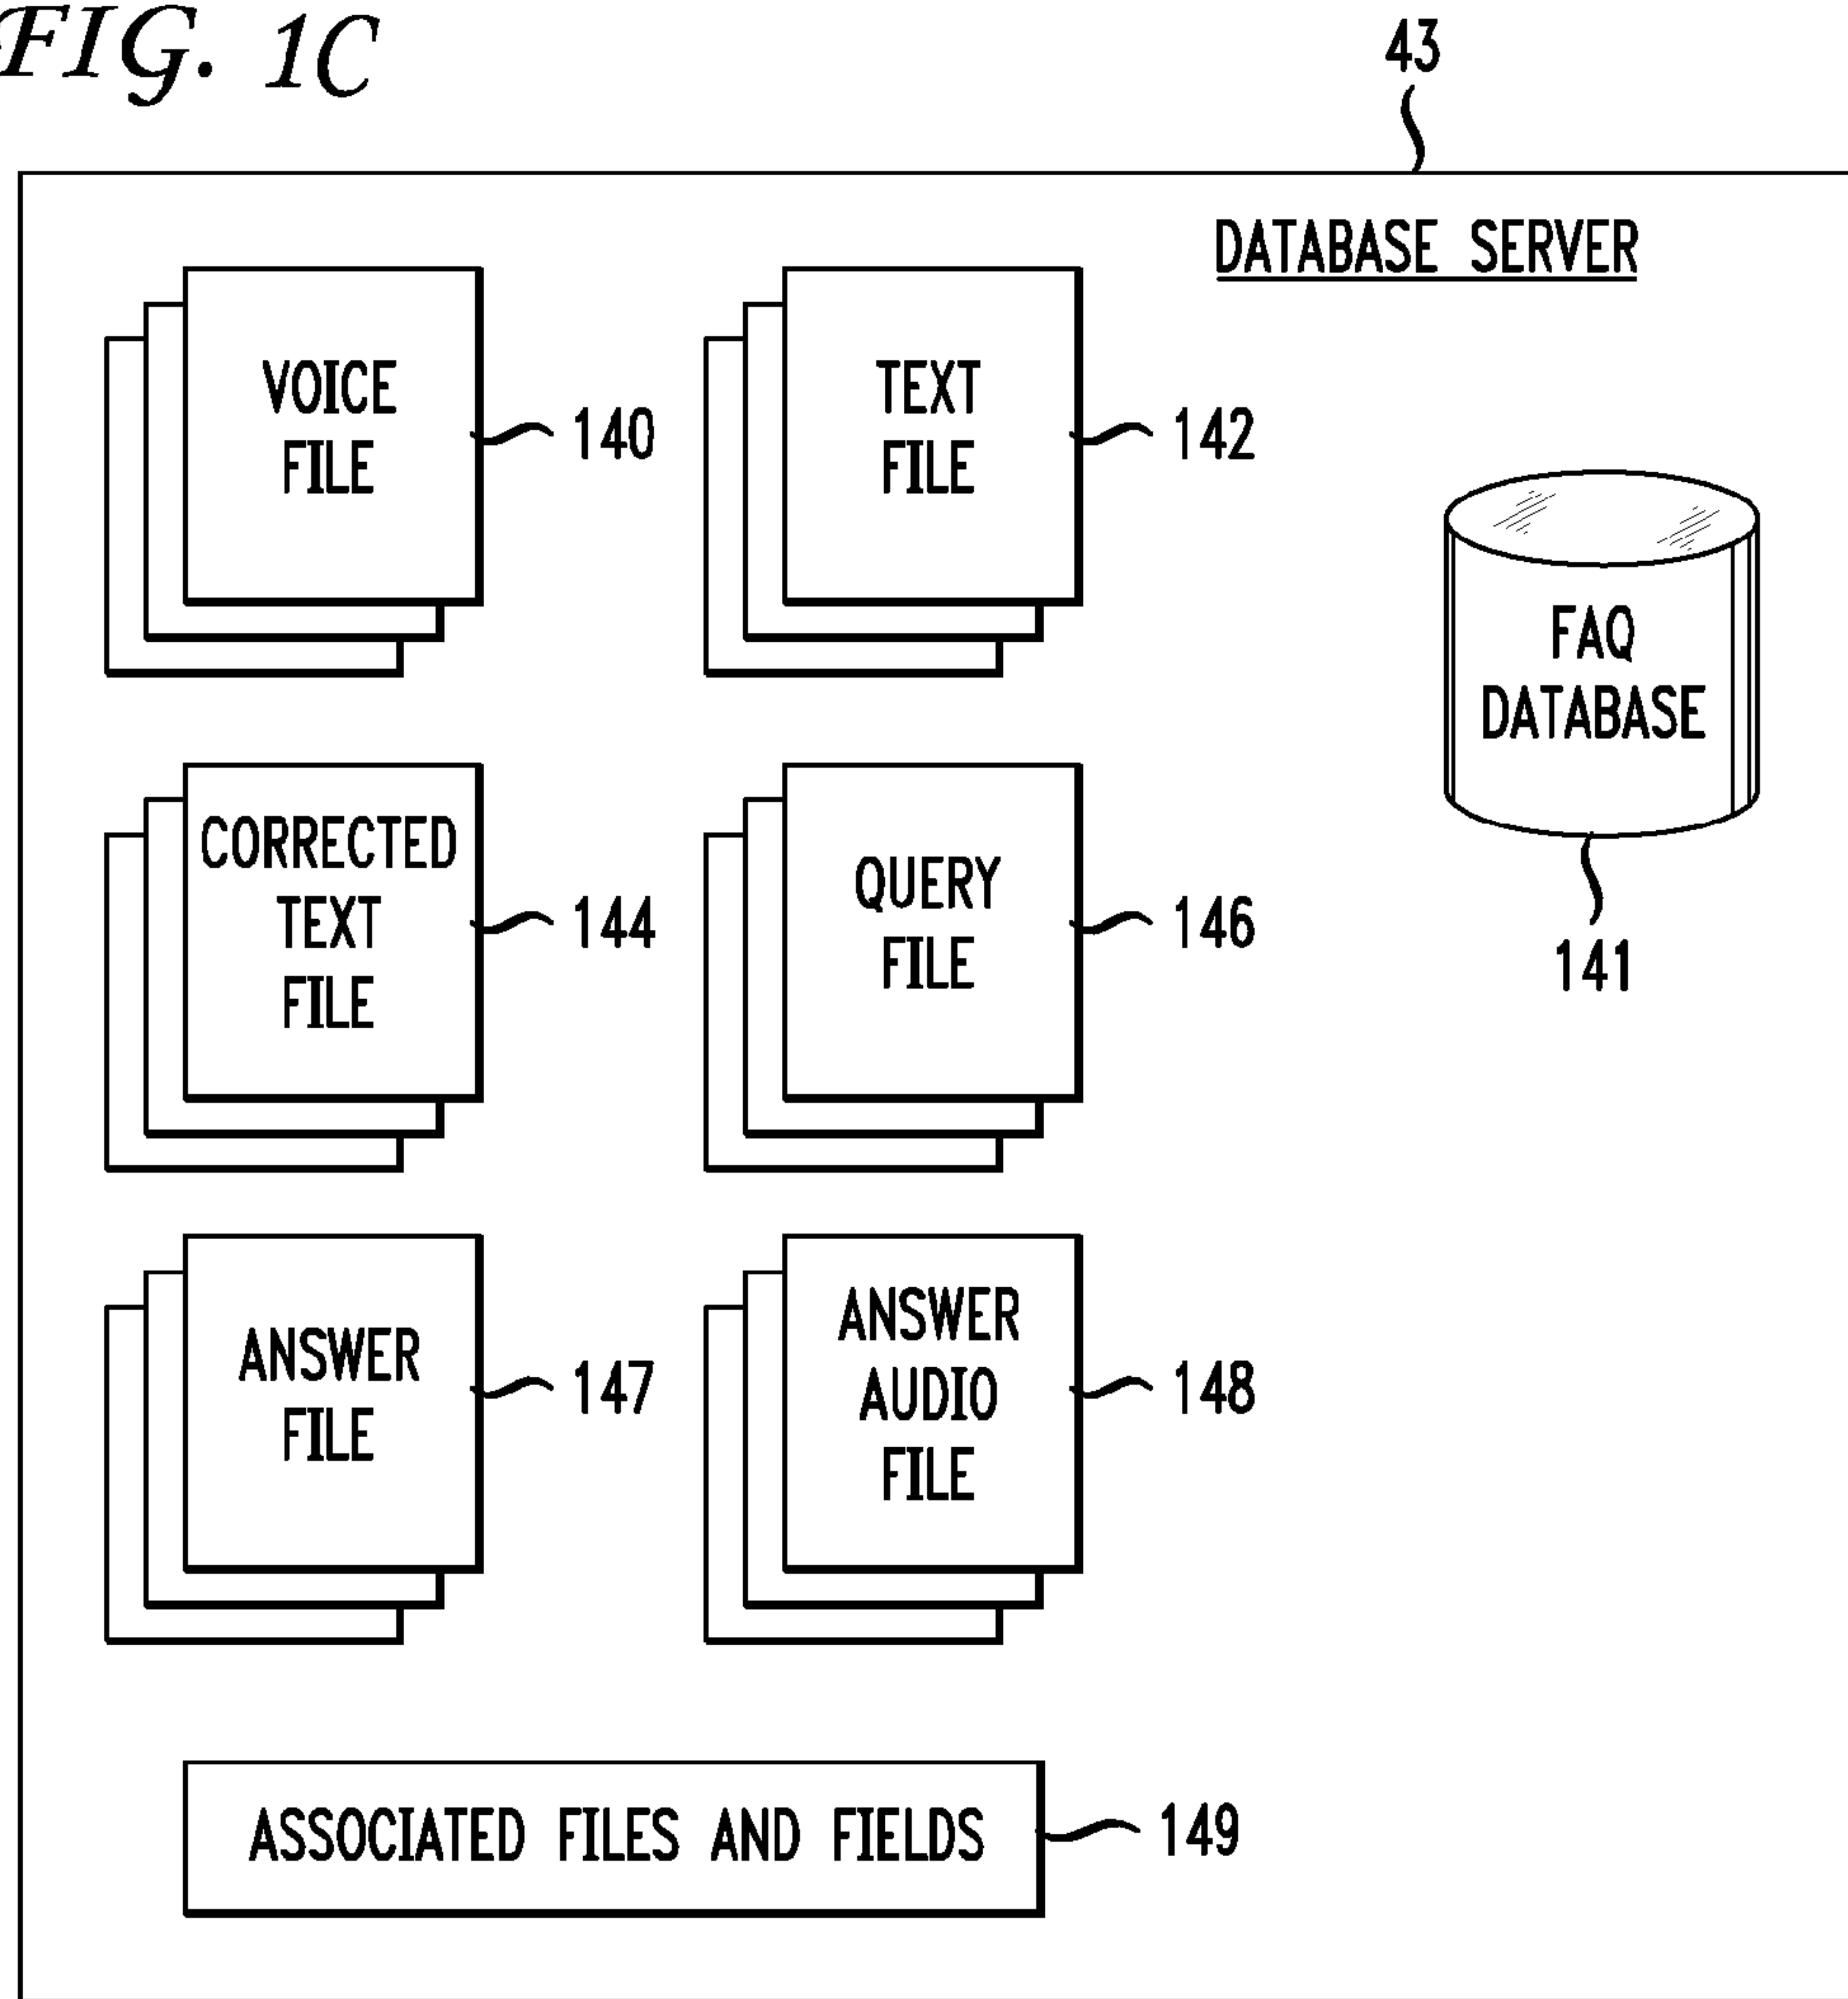 FIG. 1C
43
DATABASE SERVER
VOICE
FILE
140
TEXT
FILE
142
FAQ
DATABASE
141
CORRECTED
TEXT
FILE
144
QUERY
FILE
146
ANSWER
FILE
147
ANSWER
AUDIO
FILE
148
ASSOCIATED FILES AND FIELDS
149